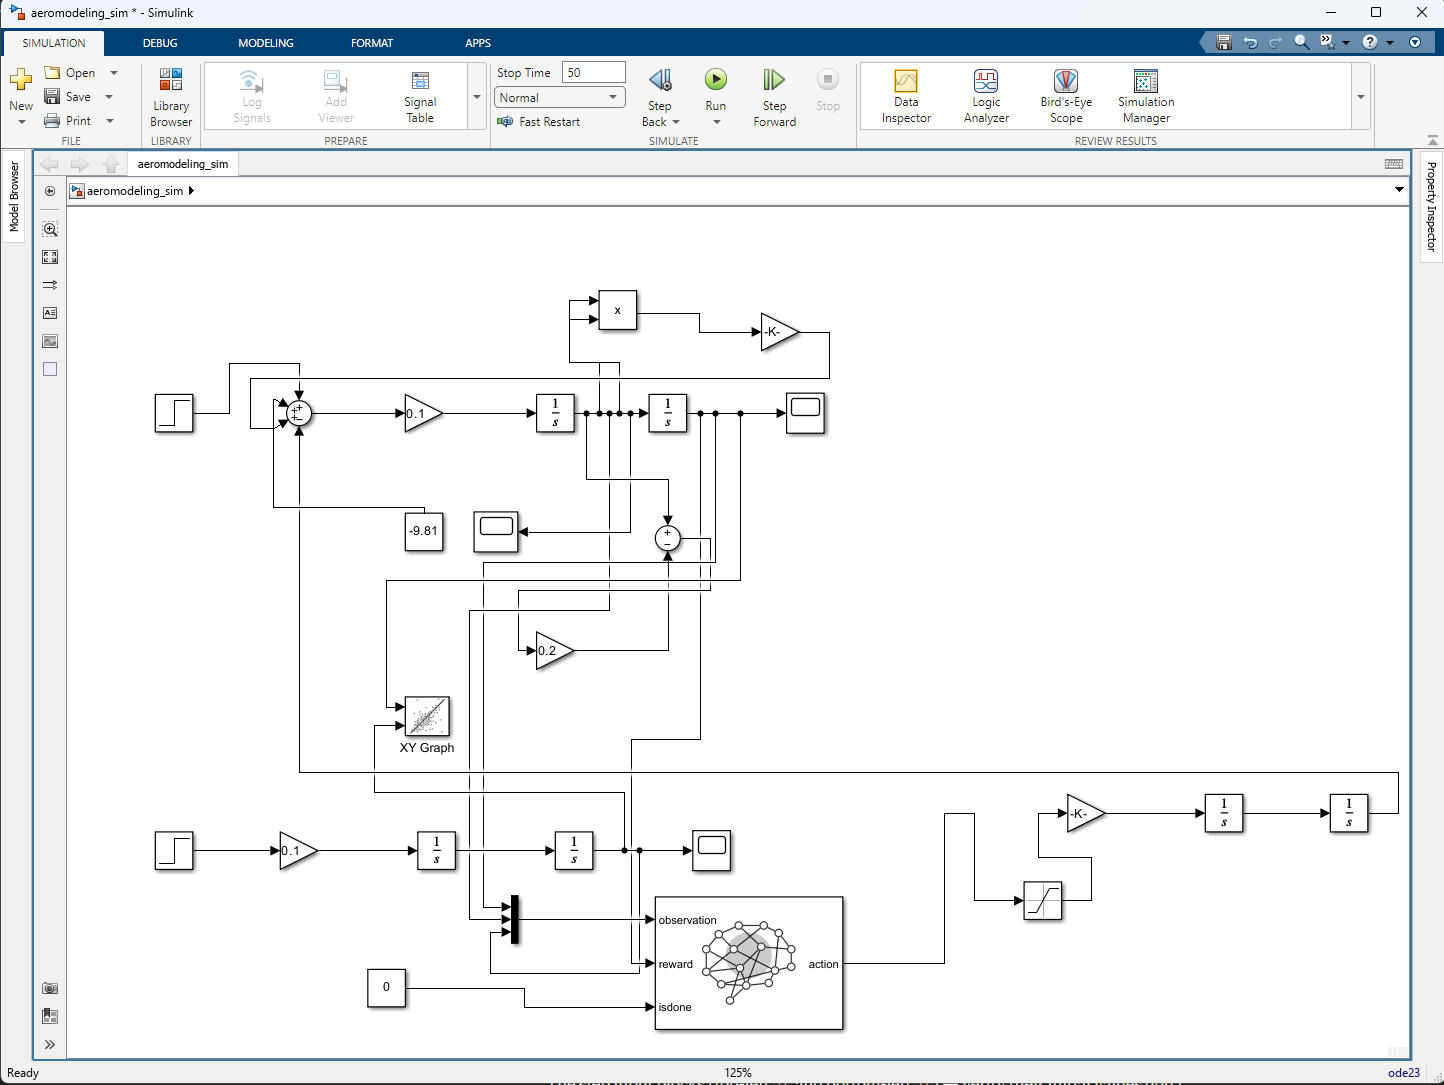 aeromodeling_sim * - Simulink
SIMULATION DEBUG MODELING FORMAT APPS
New
Open
Save
Print
FILE
Library Browser
LIBRARY
Log Signals
Add Viewer
Signal Table
PREPARE
Stop Time 50
Normal
Fast Restart
Step Back
Run
Step Forward
Stop
SIMULATE
Data Inspector
Logic Analyzer
Bird's-Eye Scope
Simulation Manager
REVIEW RESULTS
Model Browser
aeromodeling_sim
aeromodeling_sim
Property Inspector
x
-K-
0.1
1
s
1
s
-9.81
0.2
XY Graph
0.1
1
s
1
s
-K-
1
s
1
s
observation
reward
action
isdone
0
Ready
125%
ode23